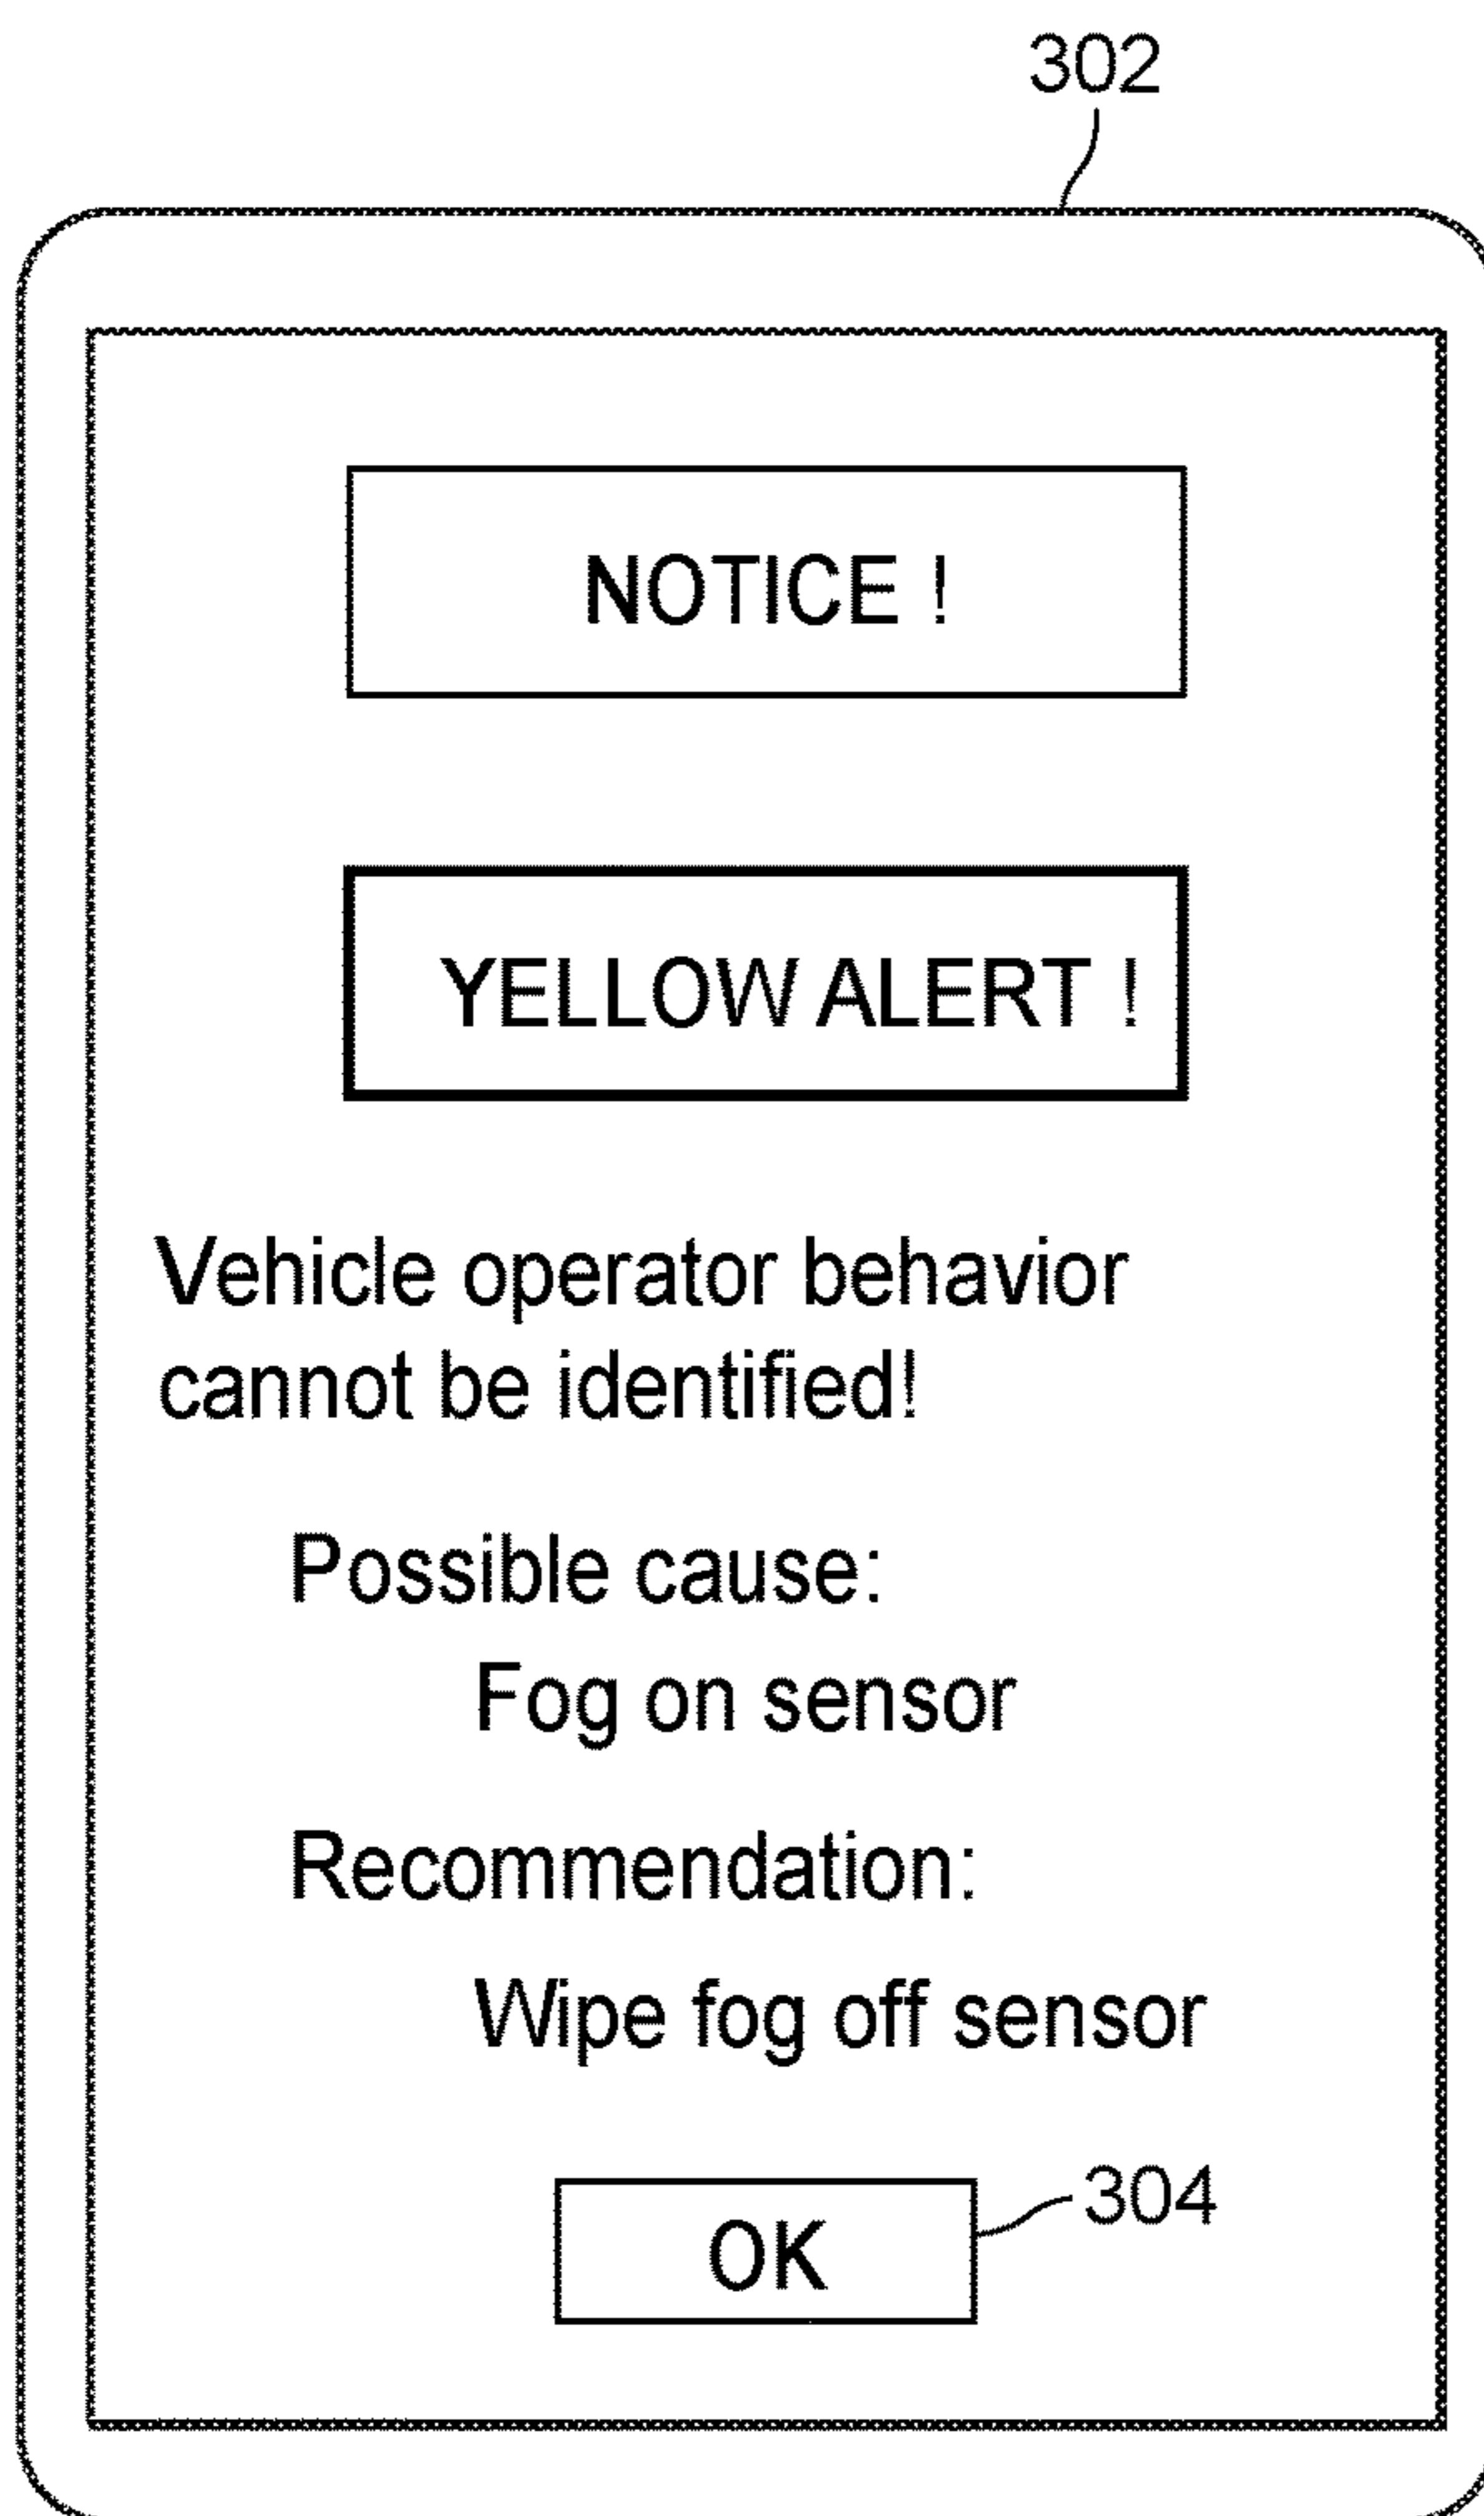 302
NOTICE !
YELLOW ALERT !
Vehicle operator behavior
cannot be identified!
Possible cause:
Fog on sensor
Recommendation:
Wipe fog off sensor
OK
304